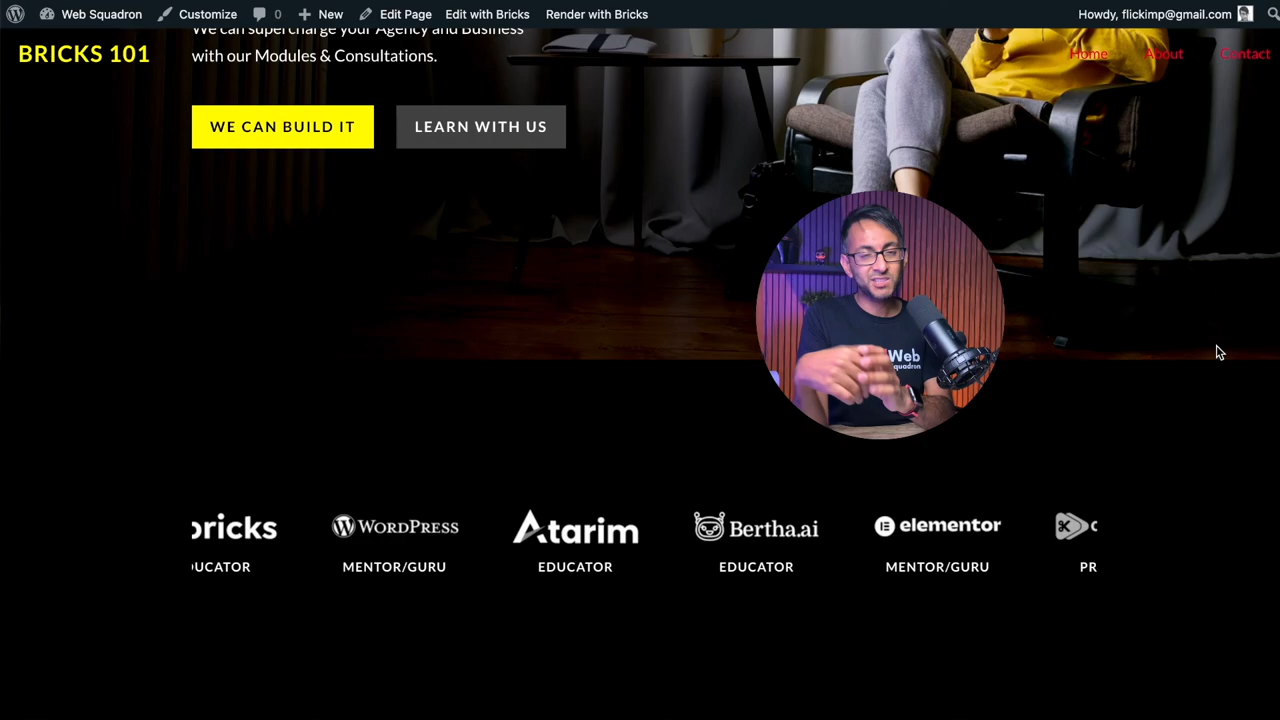 Web Squadron Customize 0 New Edit Page Edit with Bricks Render with Bricks Howdy, flickimp@gmail.com
We can supercharge your Agency and Business
BRICKS 101 with our Modules & Consultations. Home About Contact
WE CAN BUILD IT LEARN WITH US
Web
quadron
bricks WORDPRESS Atarim Bertha.ai elementor c
UCATOR MENTOR/GURU EDUCATOR EDUCATOR MENTOR/GURU PR